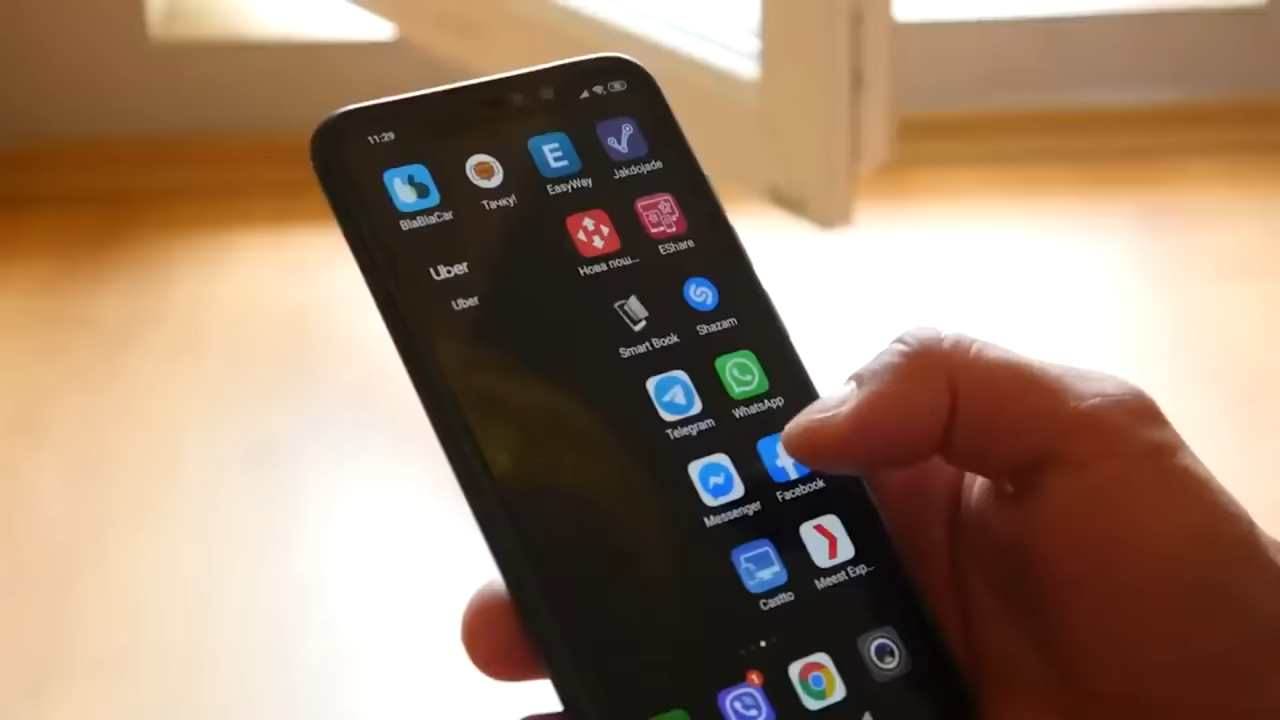 11:29
BlaBlaCar
Тачку!
E
EasyWay
Jakdojade
Uber
Uber
Нова пош...
EShare
Smart Book
Shazam
Telegram
WhatsApp
Messenger
f
Facebook
Castto
Meest Exp...
1